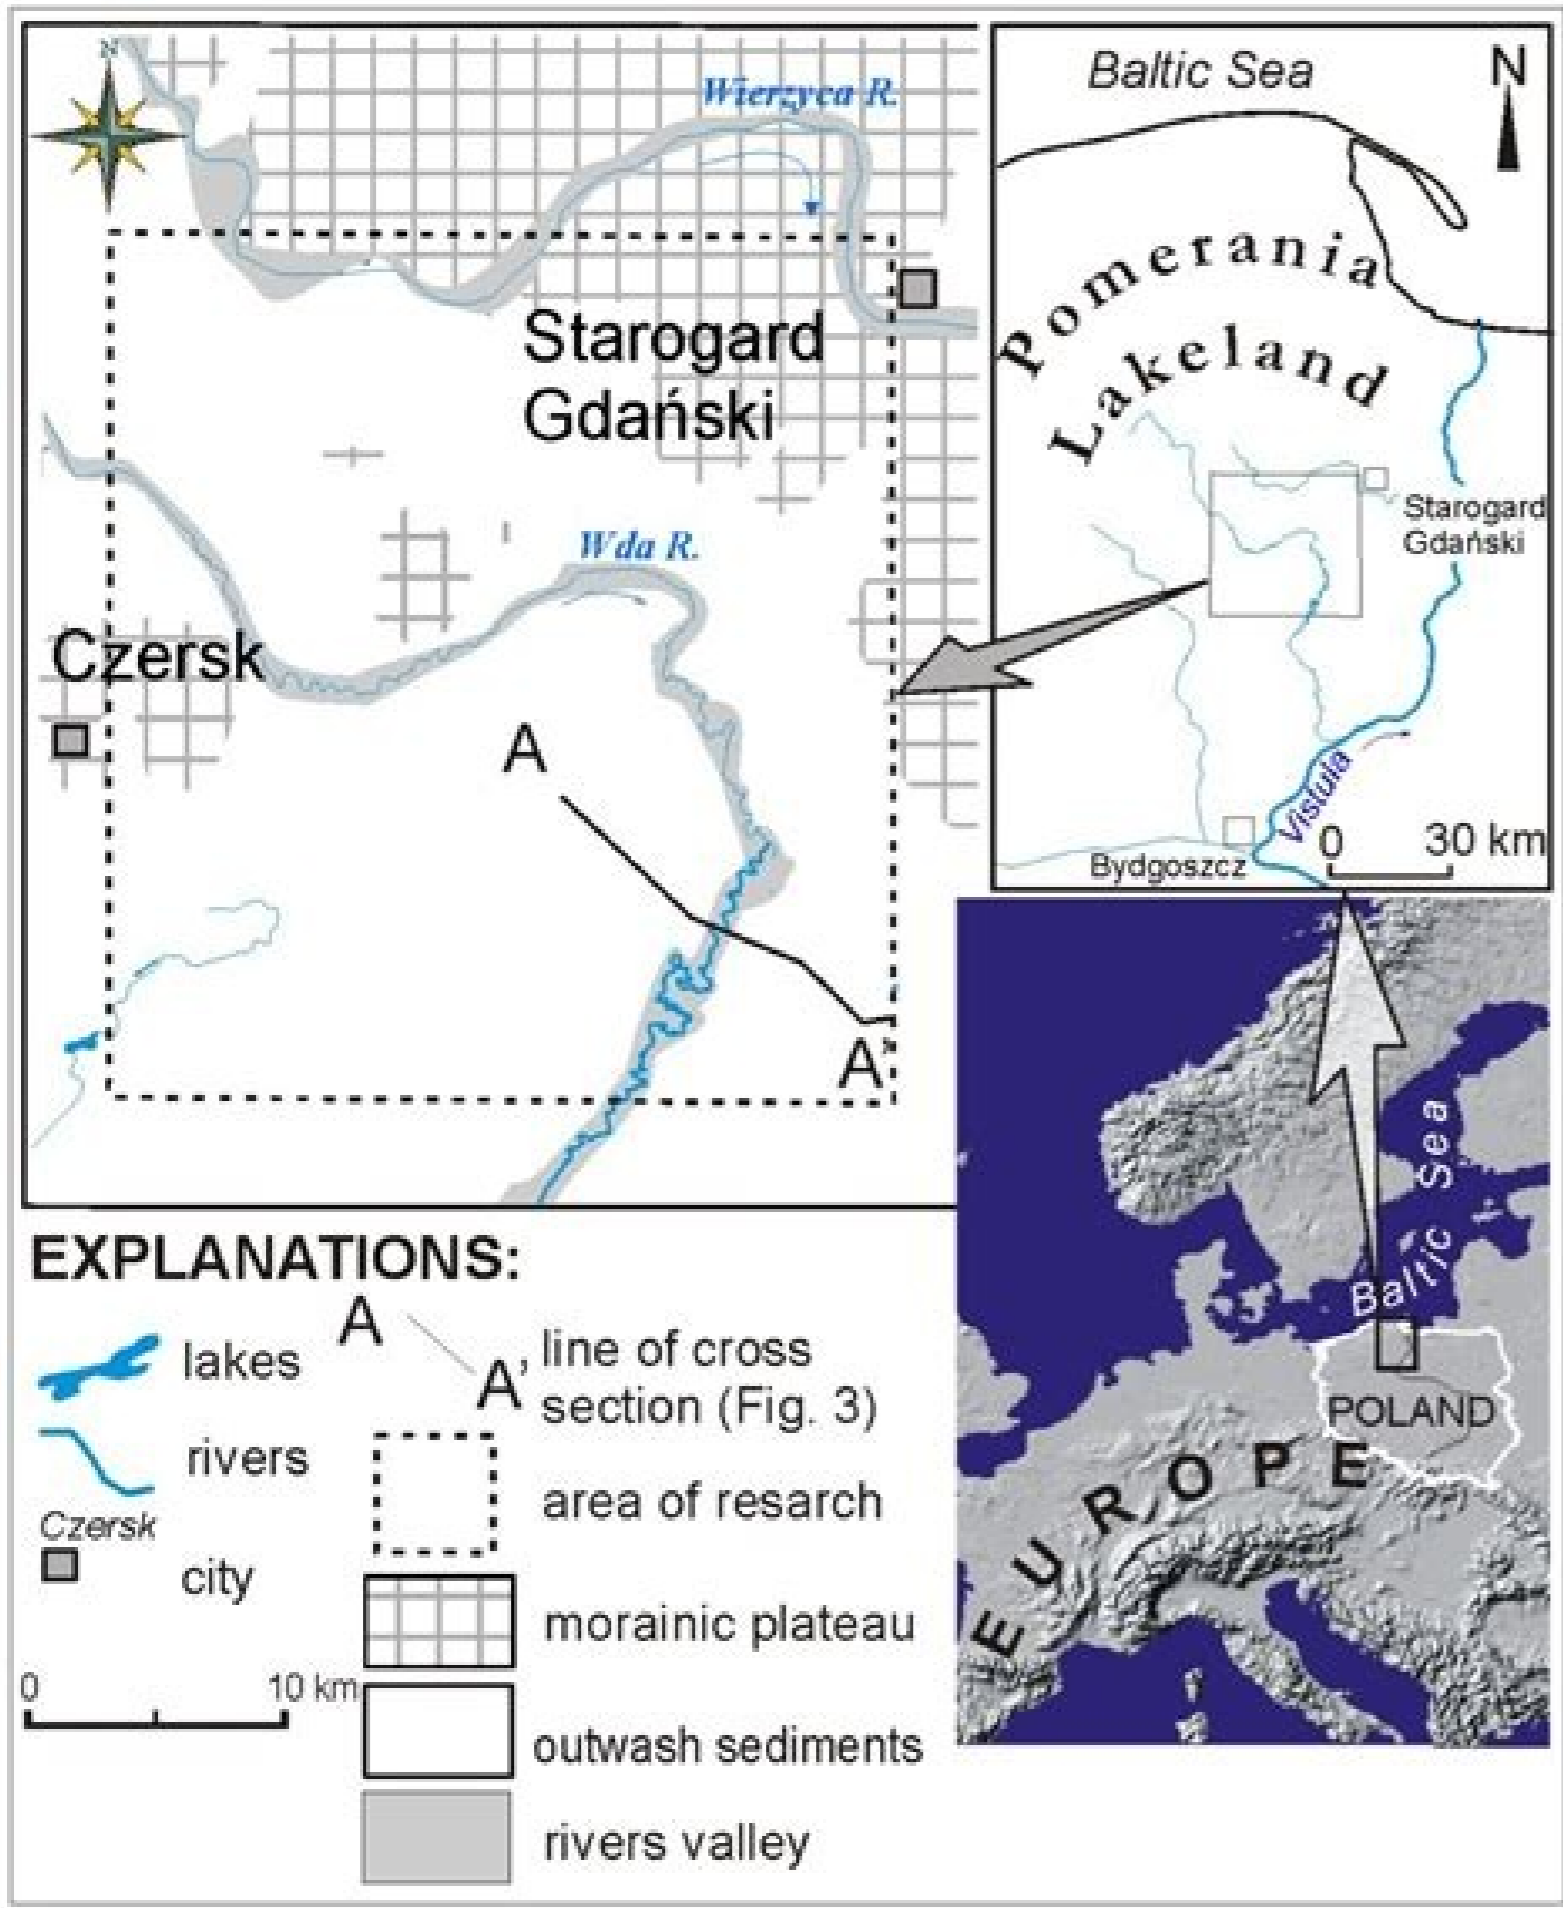 N
Wierzyca R.
Starogard
Gdański
Wda R.
Czersk
A
A'
Baltic Sea
N
Pomerania
Lakeland
Starogard
Gdański
Vistula
0 30 km
Bydgoszcz
Baltic Sea
POLAND
EUROPE
EXPLANATIONS:
lakes
rivers
Czersk
city
0 10 km
A
A'
line of cross
section (Fig. 3)
area of resarch
morainic plateau
outwash sediments
rivers valley